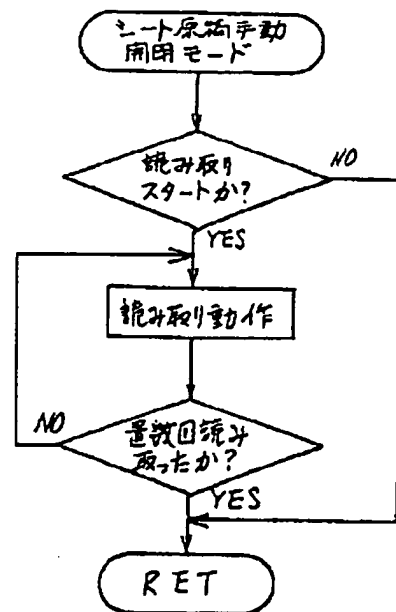 シート原稿手動
開閉モード
読み取り
スタートか?
NO
YES
読み取り動作
置数回読み
取ったか?
NO
YES
RET